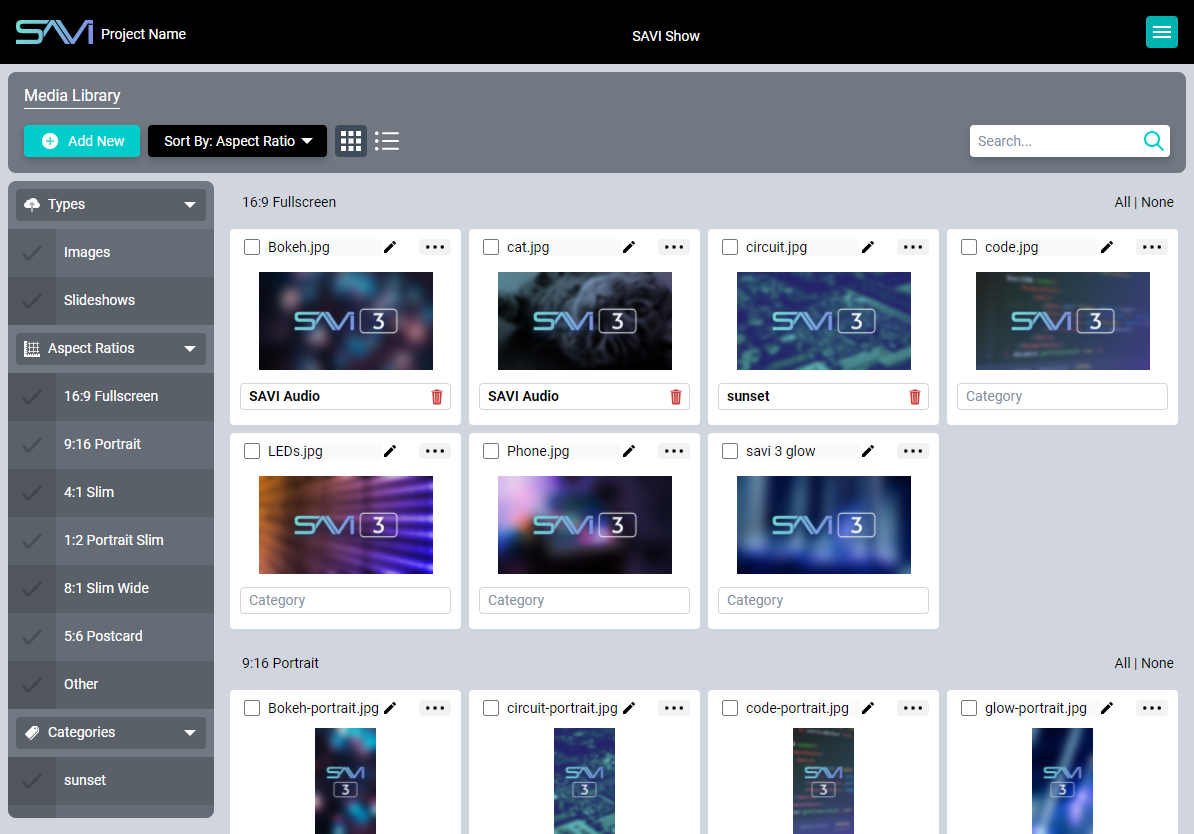 SAVI Project Name
SAVI Show
Media Library
Add New
Sort By: Aspect Ratio
Search...
Types
Images
Slideshows
Aspect Ratios
16:9 Fullscreen
9:16 Portrait
4:1 Slim
1:2 Portrait Slim
8:1 Slim Wide
5:6 Postcard
Other
Categories
sunset
16:9 Fullscreen
All | None
Bokeh.jpg
SAVI 3
SAVI Audio
cat.jpg
SAVI 3
SAVI Audio
circuit.jpg
SAVI 3
sunset
code.jpg
SAVI 3
Category
LEDs.jpg
SAVI 3
Category
Phone.jpg
SAVI 3
Category
savi 3 glow
SAVI 3
Category
9:16 Portrait
All | None
Bokeh-portrait.jpg
SAVI
3
circuit-portrait.jpg
SAVI
3
code-portrait.jpg
SAVI
3
glow-portrait.jpg
SAVI
3